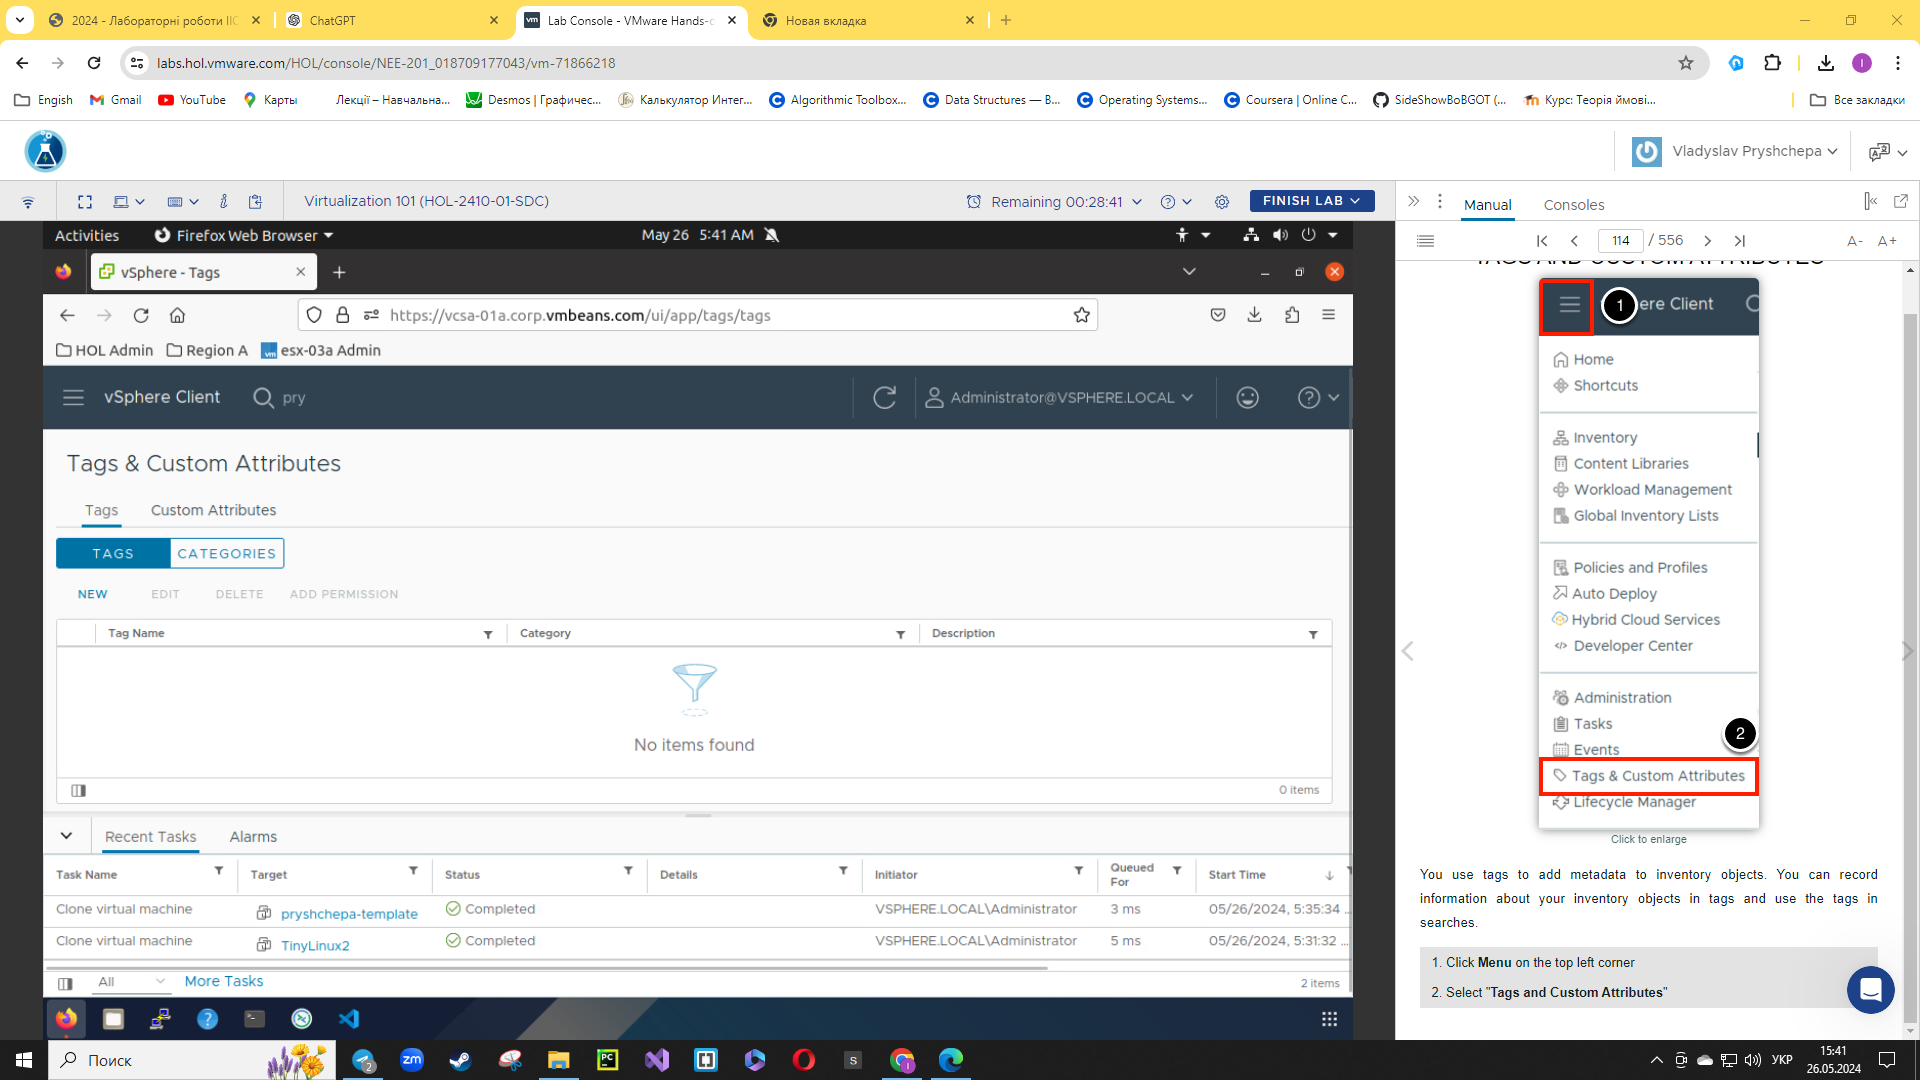 2024 - Лабораторні роботи ІІС
ChatGPT
Lab Console - VMware Hands-o
Новая вкладка
labs.hol.vmware.com/HOL/console/NEE-201_018709177043/vm-71866218
Engish
Gmail
YouTube
Карты
Лекції – Навчальна...
Desmos | Графичес...
Калькулятор Интег...
Algorithmic Toolbox...
Data Structures — В...
Operating Systems...
Coursera | Online C...
SideShowBoBGOT (...
Курс: Теорія ймові...
Все закладки
Vladyslav Pryshchepa
Virtualization 101 (HOL-2410-01-SDC)
Remaining 00:28:41
FINISH LAB
Manual
Consoles
Activities
Firefox Web Browser
May 26 5:41 AM
114 / 556
A- A+
vSphere - Tags
TAGS AND CUSTOM ATTRIBUTES
https://vcsa-01a.corp.vmbeans.com/ui/app/tags/tags
HOL Admin
Region A
esx-03a Admin
vSphere Client
pry
Administrator@VSPHERE.LOCAL
Tags & Custom Attributes
Tags
Custom Attributes
TAGS
CATEGORIES
NEW
EDIT
DELETE
ADD PERMISSION
Tag Name
Category
Description
No items found
0 items
Recent Tasks
Alarms
Task Name
Target
Status
Details
Initiator
Queued For
Start Time
Clone virtual machine
pryshchepa-template
Completed
VSPHERE.LOCAL\Administrator
3 ms
05/26/2024, 5:35:34 ...
Clone virtual machine
TinyLinux2
Completed
VSPHERE.LOCAL\Administrator
5 ms
05/26/2024, 5:31:32 ...
All
More Tasks
2 items
1
ere Client
Home
Shortcuts
Inventory
Content Libraries
Workload Management
Global Inventory Lists
Policies and Profiles
Auto Deploy
Hybrid Cloud Services
Developer Center
Administration
Tasks
2
Events
Tags & Custom Attributes
Lifecycle Manager
Click to enlarge
You use tags to add metadata to inventory objects. You can record
information about your inventory objects in tags and use the tags in
searches.
1. Click Menu on the top left corner
2. Select "Tags and Custom Attributes"
Поиск
2
zm
PC
S
УКР
15:41
26.05.2024